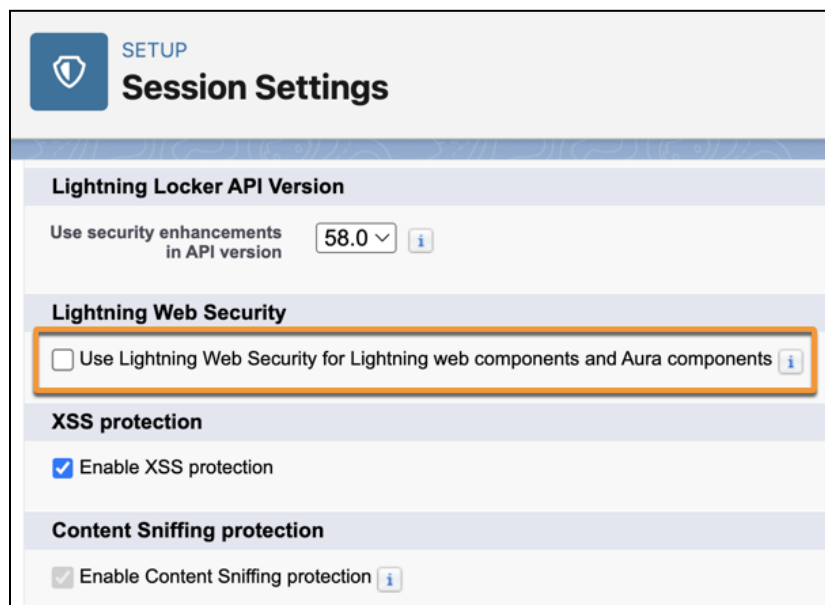 SETUP
Session Settings
Lightning Locker API Version
Use security enhancements
in API version
58.0
Lightning Web Security
Use Lightning Web Security for Lightning web components and Aura components
XSS protection
Enable XSS protection
Content Sniffing protection
Enable Content Sniffing protection